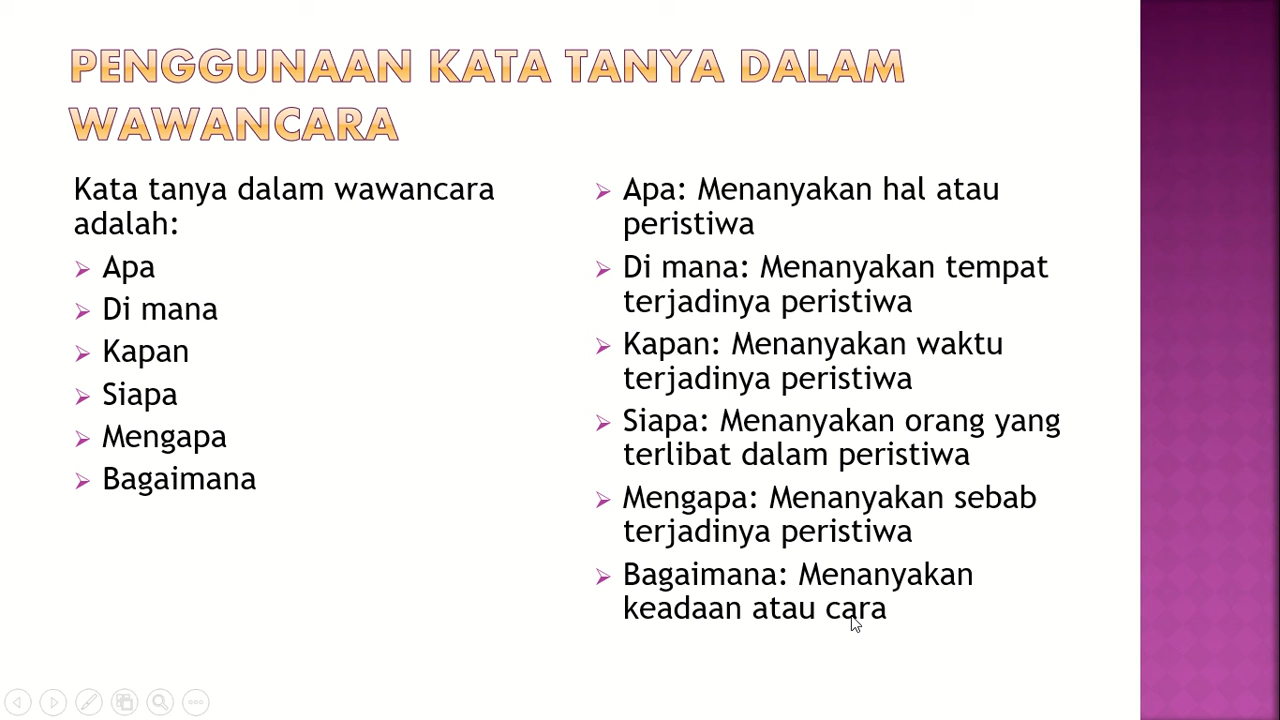 PENGGUNAAN KATA TANYA DALAM
WAWANCARA
Kata tanya dalam wawancara
adalah:
Apa
Di mana
Kapan
Siapa
Mengapa
Bagaimana
Apa: Menanyakan hal atau
peristiwa
Di mana: Menanyakan tempat
terjadinya peristiwa
Kapan: Menanyakan waktu
terjadinya peristiwa
Siapa: Menanyakan orang yang
terlibat dalam peristiwa
Mengapa: Menanyakan sebab
terjadinya peristiwa
Bagaimana: Menanyakan
keadaan atau cara